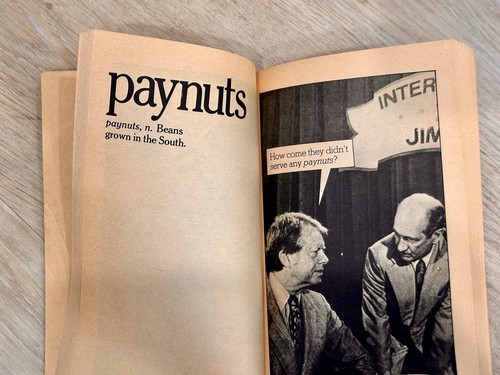 paynuts
paynuts, n. Beans
grown in the South.
INTER
JIM
How come they didn't
serve any paynuts?